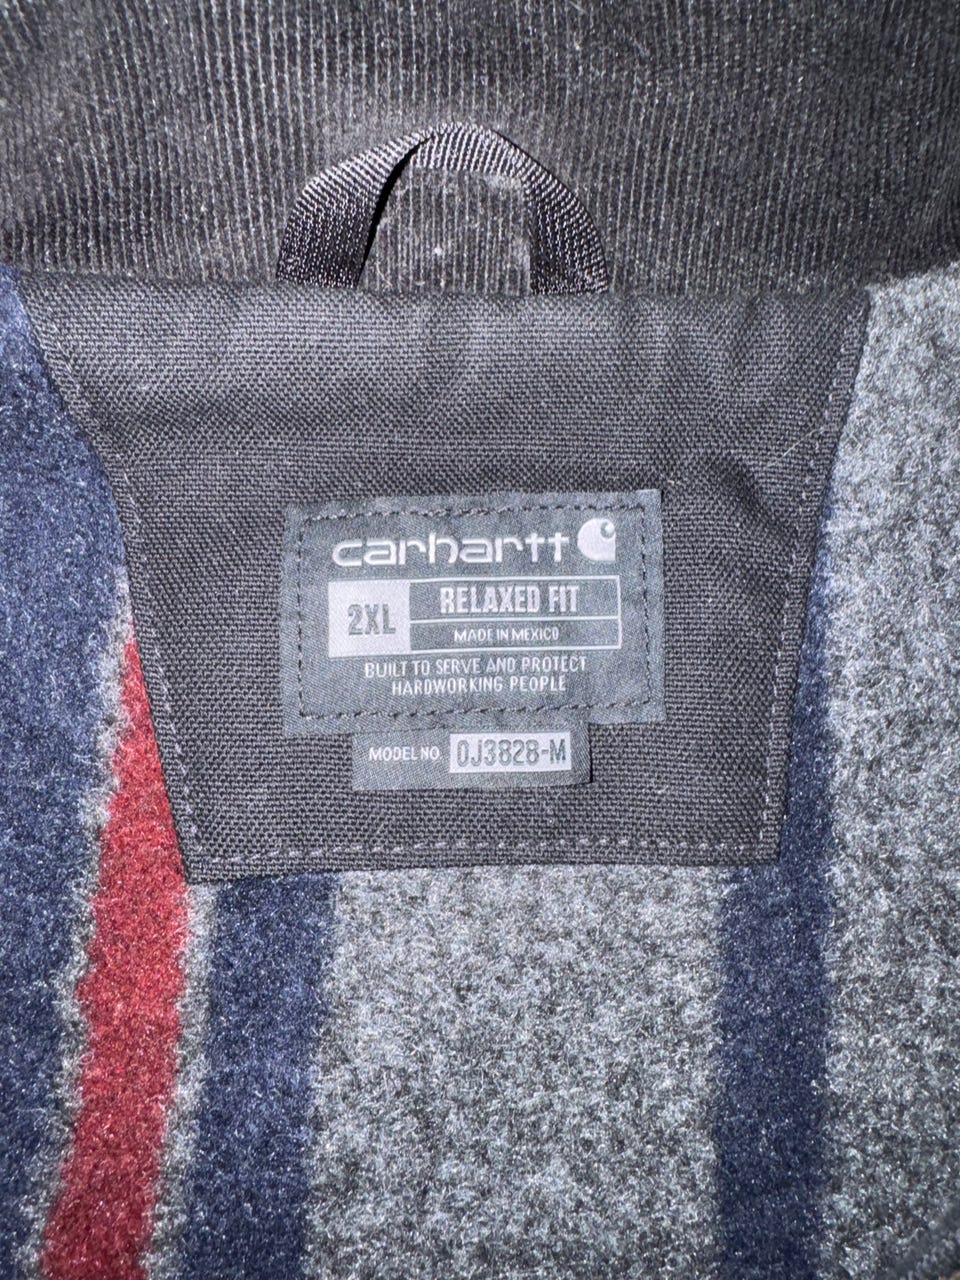 carhartt
2XL RELAXED FIT
MADE IN MEXICO
BUILT TO SERVE AND PROTECT
HARDWORKING PEOPLE
MODEL NO. OJ3828-M